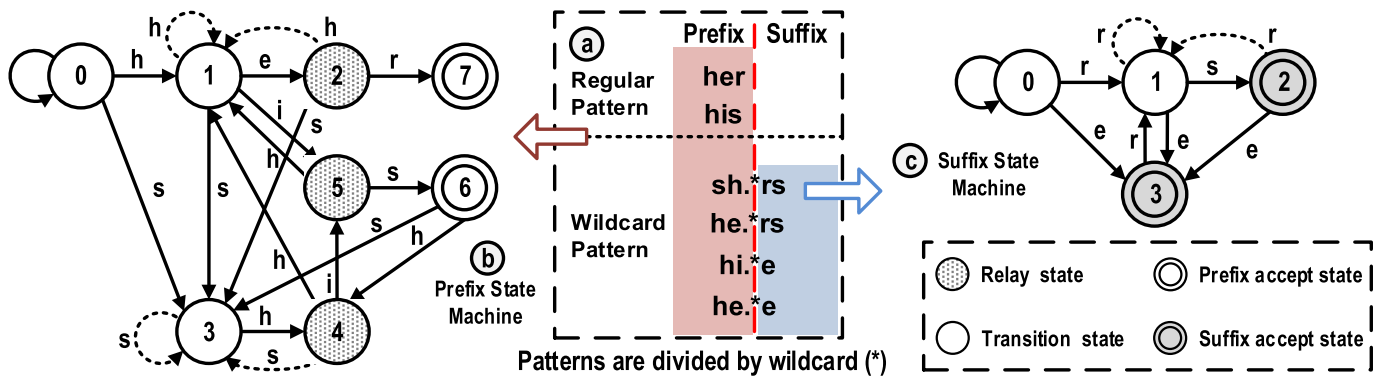 h
h
0
h
1
e
2
r
7
i
s
h
s
s
5
s
6
s
h
h
i
b
Prefix State
Machine
3
h
4
s
s
a
Prefix Suffix
Regular
Pattern
her
his
Wildcard
Pattern
sh.*rs
he.*rs
hi.*e
he.*e
Patterns are divided by wildcard (*)
r
r
0
r
1
s
2
e
r
e
e
3
c
Suffix State
Machine
Relay state
Prefix accept state
Transition state
Suffix accept state